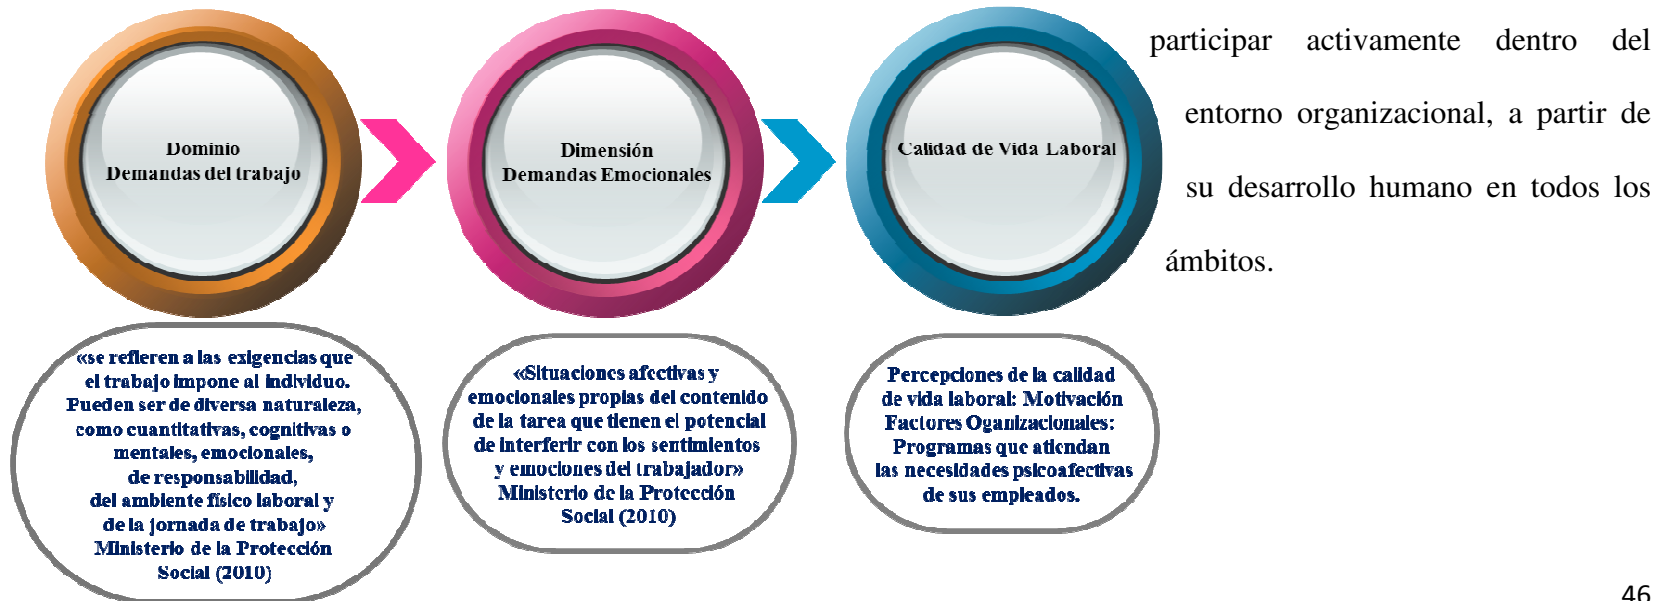 participar activamente dentro del
entorno organizacional, a partir de
su desarrollo humano en todos los
ámbitos.
Dominio
Demandas del trabajo
Dimensión
Demandas Emocionales
Calidad de Vida Laboral
«se refieren a las exigencias que
el trabajo impone al individuo.
Pueden ser de diversa naturaleza,
como cuantitativas, cognitivas o
mentales, emocionales,
de responsabilidad,
del ambiente físico laboral y
de la jornada de trabajo»
Ministerio de la Protección
Social (2010)
«Situaciones afectivas y
emocionales propias del contenido
de la tarea que tienen el potencial
de interferir con los sentimientos
y emociones del trabajador»
Ministerio de la Protección
Social (2010)
Percepciones de la calidad
de vida laboral: Motivación
Factores Oganizacionales:
Programas que atiendan
las necesidades psicoafectivas
de sus empleados.
46